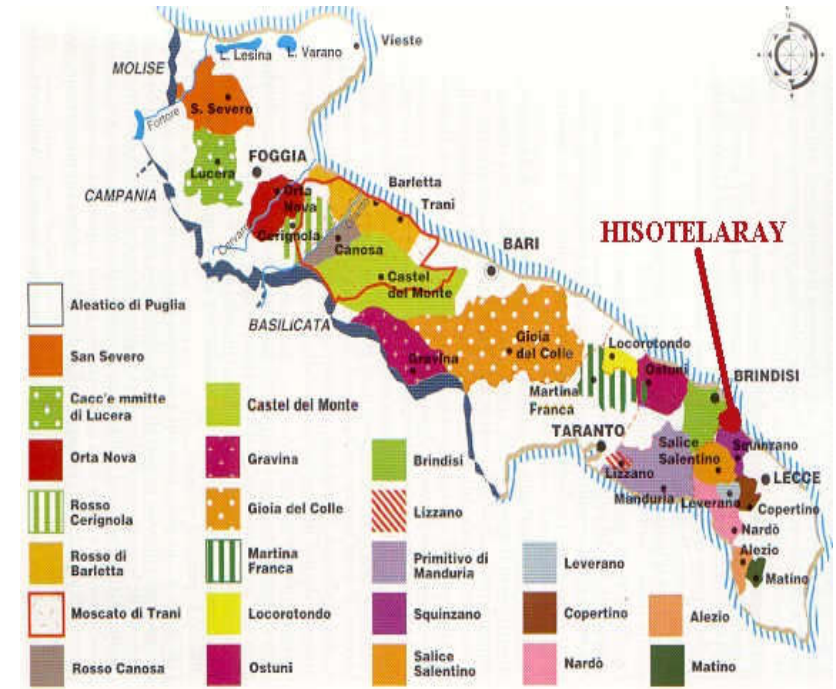 MOLISE
L. Lesina
L. Varano
Vieste
Fortore
S. Severo
Lucera
FOGGIA
CAMPANIA
Orta
Nova
Barletta
Trani
Cerignola
Canosa
BARI
HISOTELARAY
Castel
del Monte
BASILICATA
Gravina
Gioia
del Colle
Locorotondo
Ostuni
BRINDISI
Martina
Franca
TARANTO
Salice
Salentino
Squinzano
Lizzano
LECCE
Manduria
Leverano
Copertino
Nardò
Alezio
Matino
Aleatico di Puglia
San Severo
Cacc'e mmitte
di Lucera
Castel del Monte
Orta Nova
Gravina
Brindisi
Rosso
Cerignola
Gioia del Colle
Lizzano
Rosso di
Barletta
Martina
Franca
Primitivo di
Manduria
Leverano
Moscato di Trani
Locorotondo
Squinzano
Copertino
Alezio
Rosso Canosa
Ostuni
Salice
Salentino
Nardò
Matino